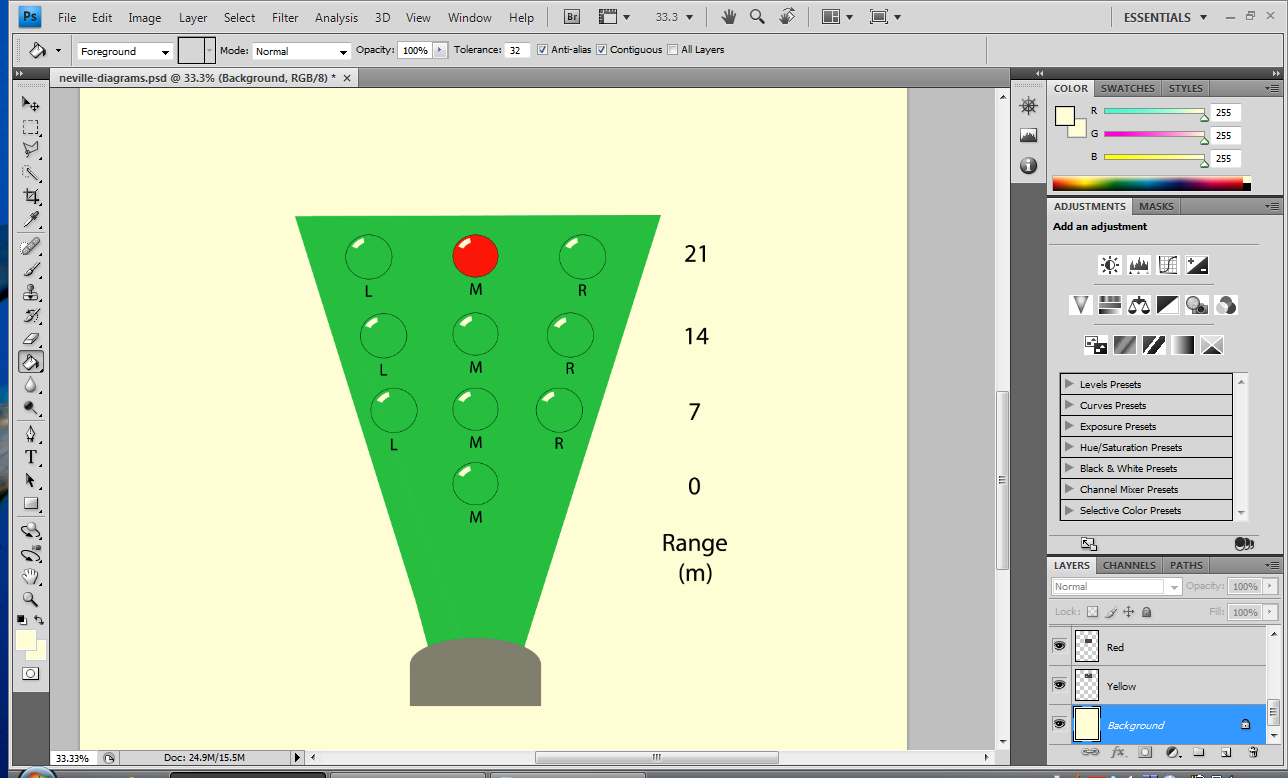 Ps File Edit Image Layer Select Filter Analysis 3D View Window Help Br 33.3 ESSENTIALS
Foreground Mode: Normal Opacity: 100% Tolerance: 32 Anti-alias Contiguous All Layers
neville-diagrams.psd @ 33.3% (Background, RGB/8) *
L M R 21
L M R 14
L M R 7
M 0
Range
(m)
33.33% Doc: 24.9M/15.5M
COLOR SWATCHES STYLES
R 255
G 255
B 255
ADJUSTMENTS MASKS
Add an adjustment
Levels Presets
Curves Presets
Exposure Presets
Hue/Saturation Presets
Black & White Presets
Channel Mixer Presets
Selective Color Presets
LAYERS CHANNELS PATHS
Normal Opacity: 100%
Lock: Fill: 100%
Red
Yellow
Background